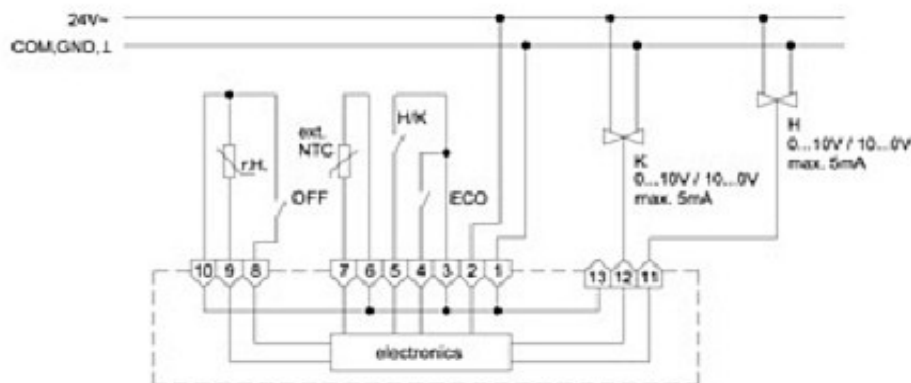 24V~
COM,GND,⊥
r.H.
OFF
ext.
NTC
H/K
ECO
K
0...10V / 10...0V
max. 5mA
H
0...10V / 10...0V
max. 5mA
10 9 8 7 6 5 4 3 2 1 13 12 11
electronics